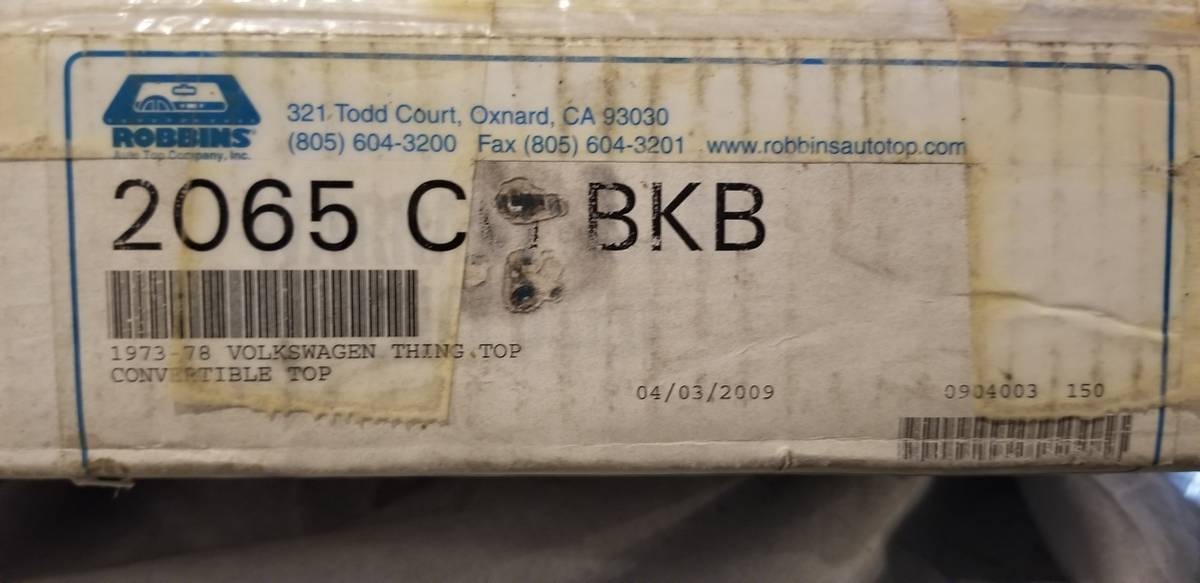 ROBBINS
Auto Top Company, Inc.
321 Todd Court, Oxnard, CA 93030
(805) 604-3200 Fax (805) 604-3201 www.robbinsautotop.com
2065 C BKB
1973-78 VOLKSWAGEN THING TOP
CONVERTIBLE TOP
04/03/2009
0904003 150